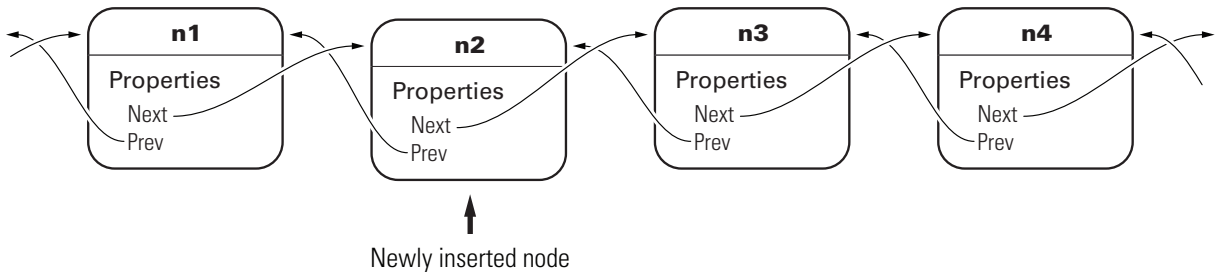 n1
Properties
Next
Prev
n2
Properties
Next
Prev
n3
Properties
Next
Prev
n4
Properties
Next
Prev
Newly inserted node